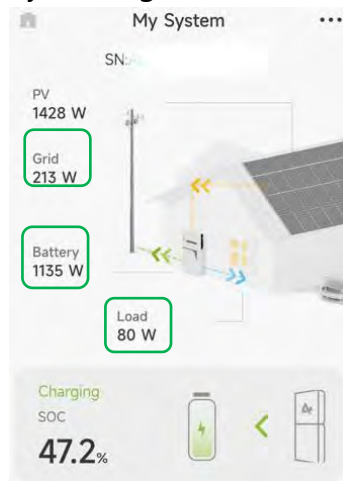 My System
SN:
PV
1428 W
Grid
213 W
Battery
1135 W
Load
80 W
Charging
SOC
47.2%